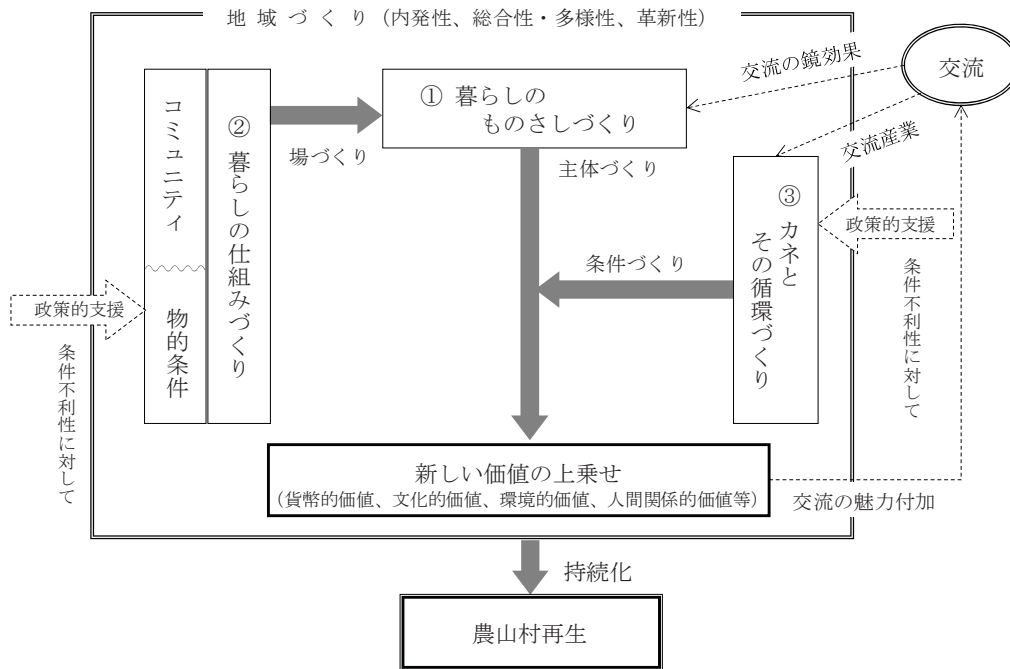 地域づくり(内発性、総合性・多様性、革新性)
交流
交流の鏡効果
交流産業
① 暮らしの
ものさしづくり
コミュニティ
物的条件
② 暮らしの仕組みづくり
場づくり
主体づくり
③ カネと
その循環づくり
条件づくり
政策的支援
条件不利性に対して
政策的支援
条件不利性に対して
新しい価値の上乗せ
(貨幣的価値、文化的価値、環境的価値、人間関係的価値等)
交流の魅力付加
持続化
農山村再生